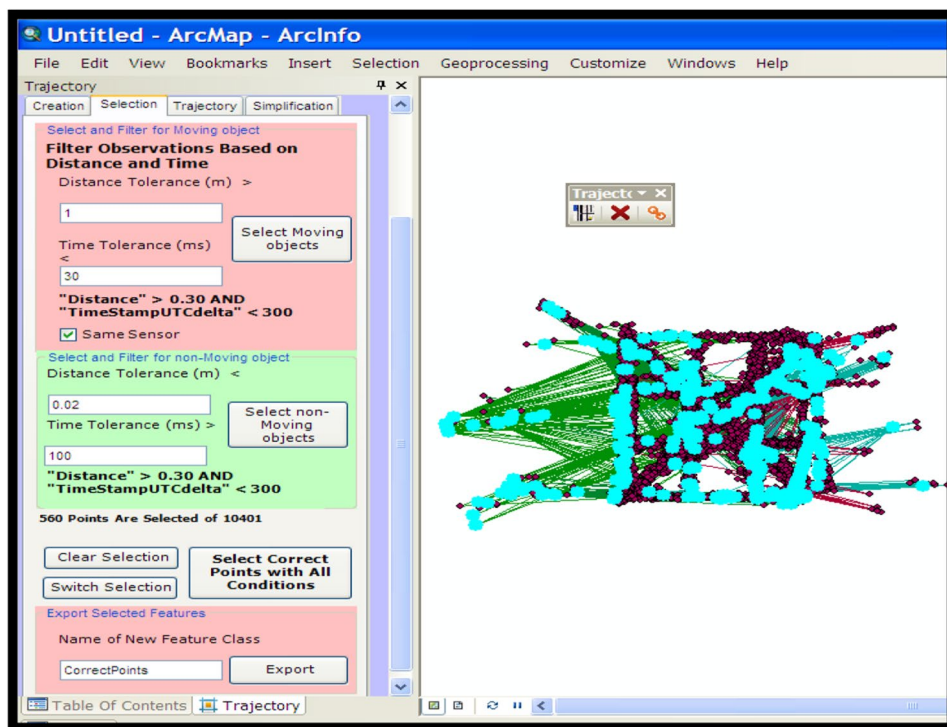 Untitled - ArcMap - ArcInfo
File Edit View Bookmarks Insert Selection Geoprocessing Customize Windows Help
Trajectory
Creation Selection Trajectory Simplification
Select and Filter for Moving object
Filter Observations Based on
Distance and Time
Distance Tolerance (m) >
1
Select Moving
objects
Time Tolerance (ms)
<
30
"Distance" > 0.30 AND
"TimeStampUTCdelta" < 300
Same Sensor
Select and Filter for non-Moving object
Distance Tolerance (m) <
0.02
Select non-
Moving
objects
Time Tolerance (ms) >
100
"Distance" > 0.30 AND
"TimeStampUTCdelta" < 300
560 Points Are Selected of 10401
Clear Selection
Switch Selection
Select Correct
Points with All
Conditions
Export Selected Features
Name of New Feature Class
CorrectPoints
Export
Table Of Contents Trajectory
Trajectc